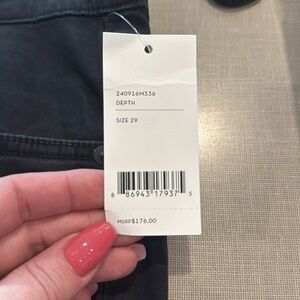 240916M336
DEPTH
SIZE 29
8 86943 17937 5
MSRP$176.00